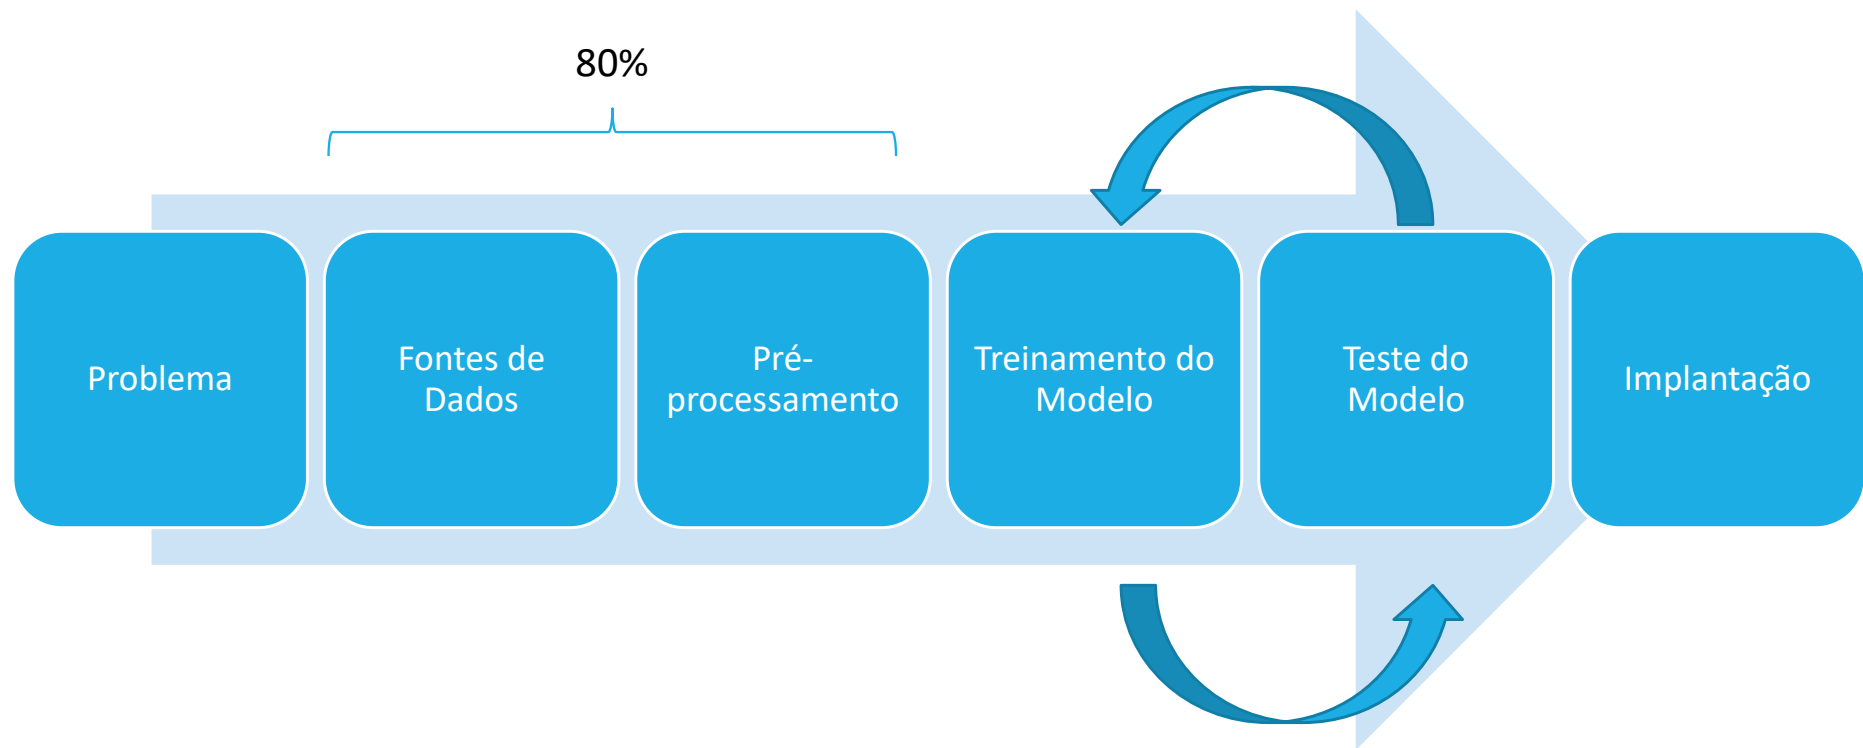 80%
Problema
Fontes de
Dados
Pré-
processamento
Treinamento do
Modelo
Teste do
Modelo
Implantação